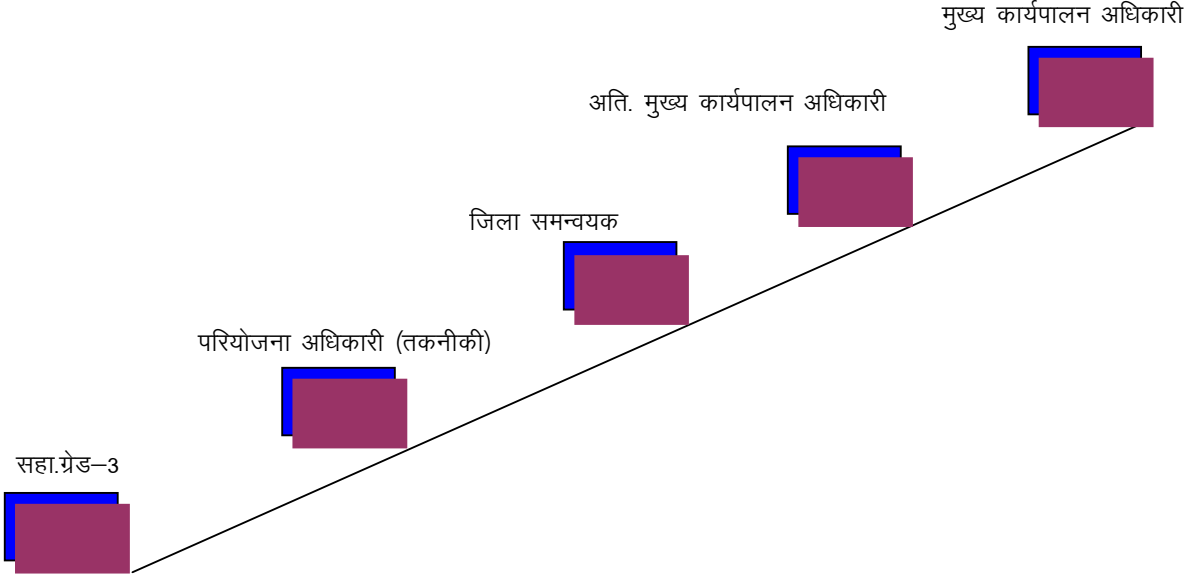 मुख्य कार्यपालन अधिकारी
अति. मुख्य कार्यपालन अधिकारी
जिला समन्वयक
परियोजना अधिकारी (तकनीकी)
सहा.ग्रेड–3